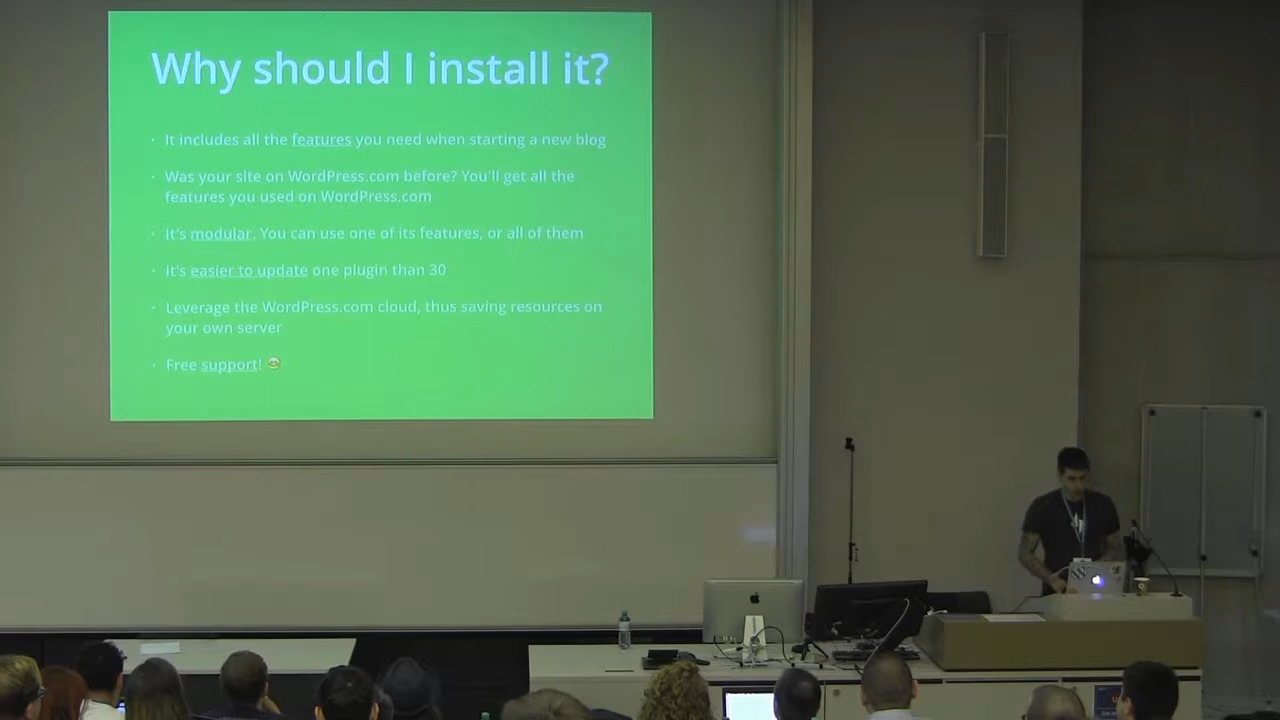 Why should I install it?
· It includes all the features you need when starting a new blog
· Was your site on WordPress.com before? You'll get all the
features you used on WordPress.com
· It's modular. You can use one of its features, or all of them
· It's easier to update one plugin than 30
· Leverage the WordPress.com cloud, thus saving resources on
your own server
· Free support! 😄